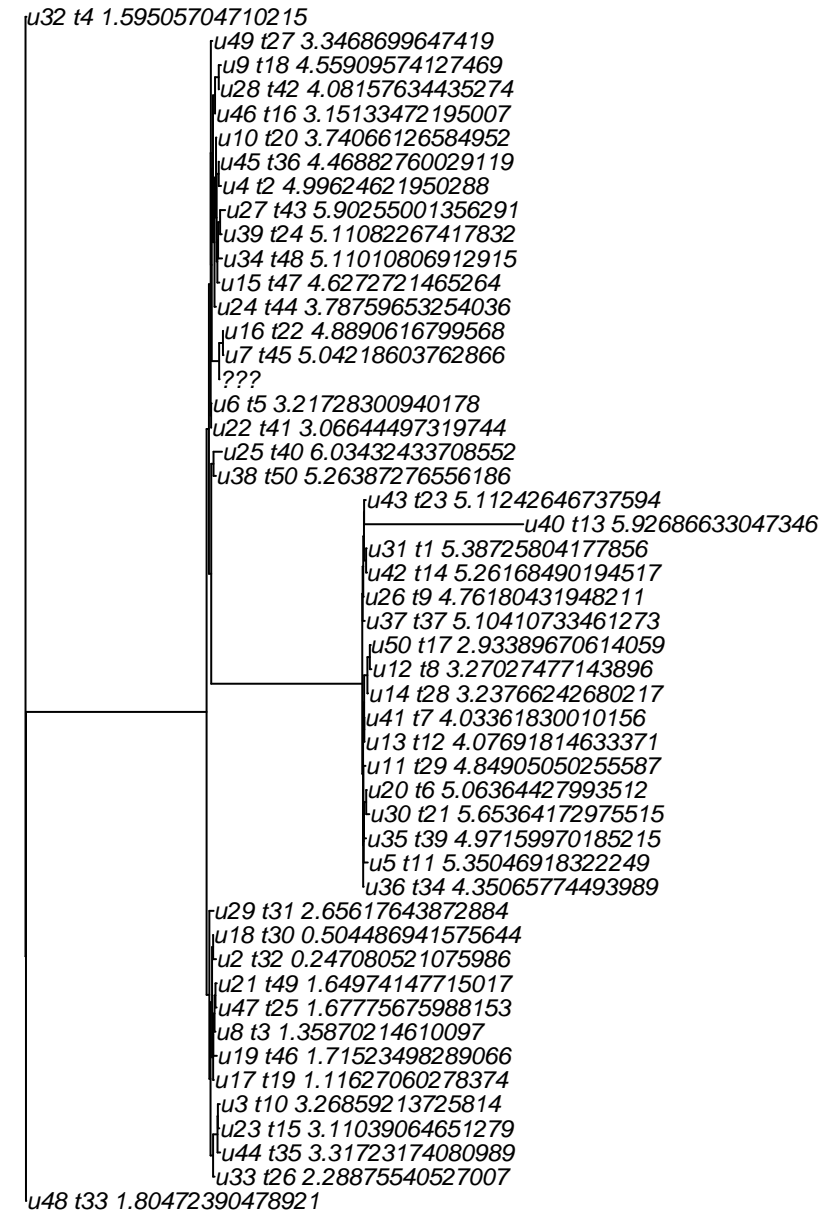 u32 t4 1.59505704710215
u49 t27 3.3468699647419
u9 t18 4.55909574127469
u28 t42 4.08157634435274
u46 t16 3.15133472195007
u10 t20 3.74066126584952
u45 t36 4.46882760029119
u4 t2 4.99624621950288
u27 t43 5.90255001356291
u39 t24 5.11082267417832
u34 t48 5.11010806912915
u15 t47 4.6272721465264
u24 t44 3.78759653254036
u16 t22 4.8890616799568
u7 t45 5.04218603762866
???
u6 t5 3.21728300940178
u22 t41 3.06644497319744
u25 t40 6.03432433708552
u38 t50 5.26387276556186
u43 t23 5.11242646737594
u40 t13 5.92686633047346
u31 t1 5.38725804177856
u42 t14 5.26168490194517
u26 t9 4.76180431948211
u37 t37 5.10410733461273
u50 t17 2.93389670614059
u12 t8 3.27027477143896
u14 t28 3.23766242680217
u41 t7 4.03361830010156
u13 t12 4.07691814633371
u11 t29 4.84905050255587
u20 t6 5.06364427993512
u30 t21 5.65364172975515
u35 t39 4.97159970185215
u5 t11 5.35046918322249
u36 t34 4.35065774493989
u29 t31 2.65617643872884
u18 t30 0.504486941575644
u2 t32 0.247080521075986
u21 t49 1.64974147715017
u47 t25 1.67775675988153
u8 t3 1.35870214610097
u19 t46 1.71523498289066
u17 t19 1.11627060278374
u3 t10 3.26859213725814
u23 t15 3.11039064651279
u44 t35 3.31723174080989
u33 t26 2.28875540527007
u48 t33 1.80472390478921